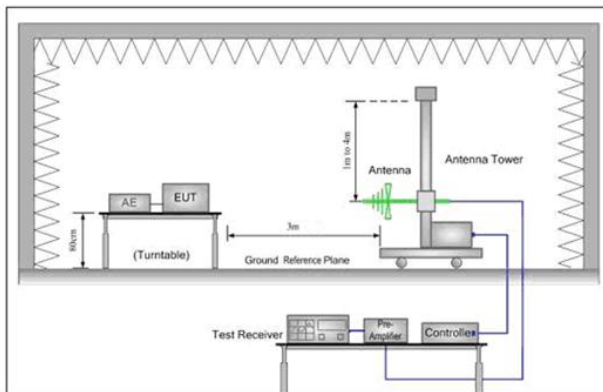 1m to 4m
Antenna
Antenna Tower
AE
EUT
80cm
(Turntable)
3m
Ground Reference Plane
Test Receiver
Pre-
Amplifier
Controller